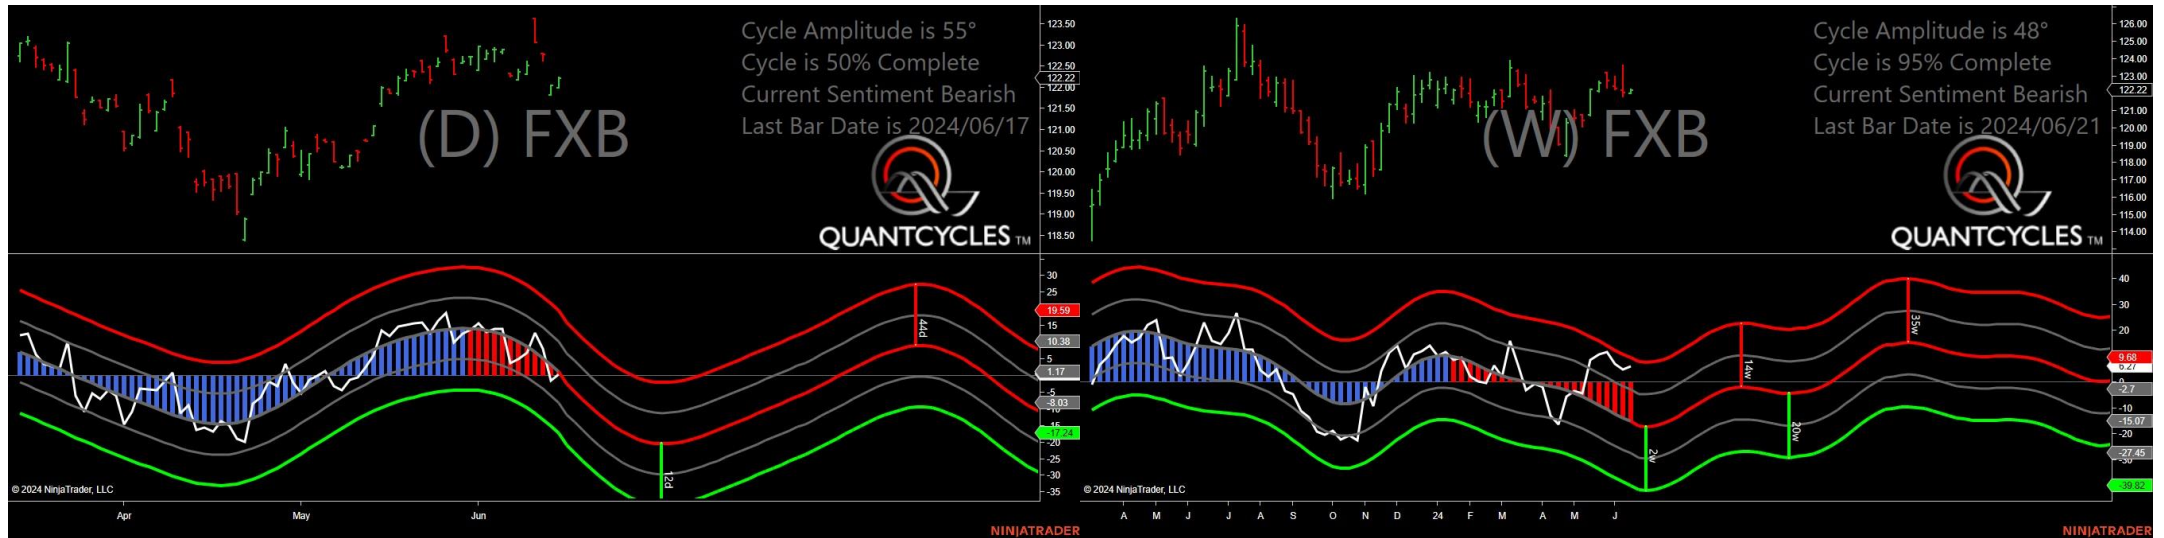 Cycle Amplitude is 55°
Cycle is 50% Complete
Current Sentiment Bearish
Last Bar Date is 2024/06/17
(D) FXB
QUANTCYCLES TM
123.50
123.00
122.50
122.22
122.00
121.50
121.00
120.50
120.00
119.50
119.00
118.50
30
25
19.59
15
10.38
5
1.17
-5
-8.03
-10
-17.24
-20
-25
-30
-35
44d
12d
© 2024 NinjaTrader, LLC
Apr
May
Jun
NINJATRADER
Cycle Amplitude is 48°
Cycle is 95% Complete
Current Sentiment Bearish
Last Bar Date is 2024/06/21
(W) FXB
QUANTCYCLES TM
126.00
125.00
124.00
123.00
122.22
121.00
120.00
119.00
118.00
117.00
116.00
115.00
114.00
40
30
20
9.68
6.27
-2.7
-10
-15.07
-20
-27.45
-30
-39.82
14w
35w
2w
20w
© 2024 NinjaTrader, LLC
A
M
J
J
A
S
O
N
D
24
F
M
A
M
J
NINJATRADER